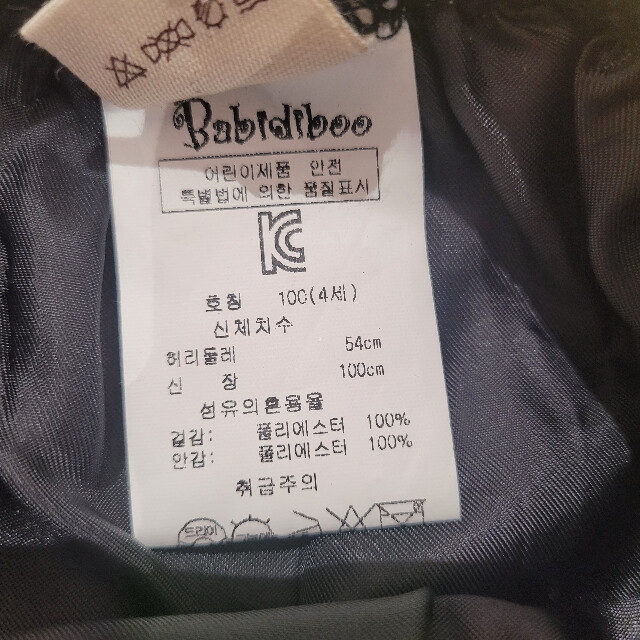 Babidiboo
어린이제품 안전
특별법에 의한 품질표시
KC
호칭 100(4세)
신체치수
허리둘레 54cm
신 장 100cm
섬유의혼용율
겉감: 폴리에스터 100%
안감: 폴리에스터 100%
취급주의
드라이